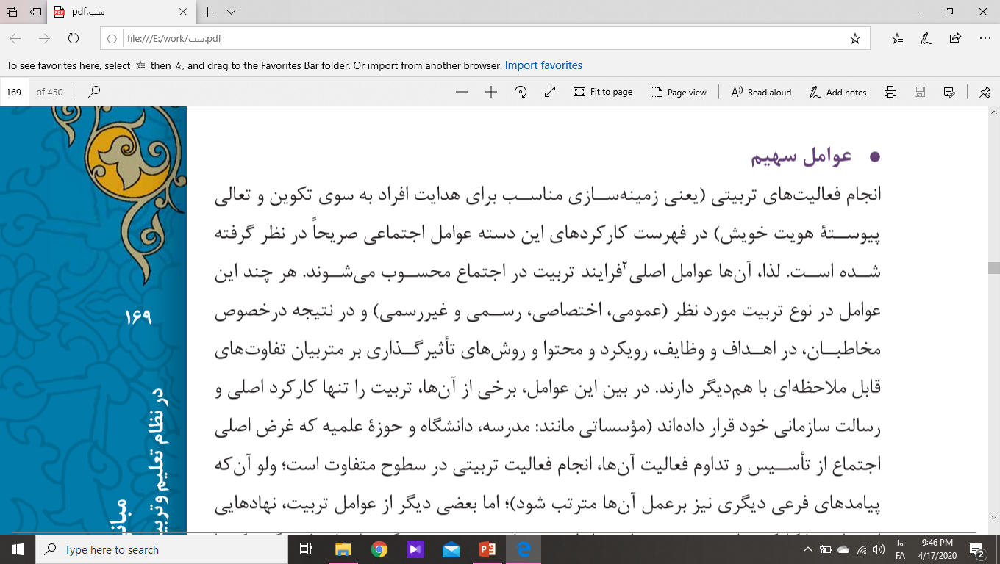 سب.pdf
file:///E:/work/سب.pdf
To see favorites here, select then , and drag to the Favorites Bar folder. Or import from another browser. Import favorites
169 of 450 Fit to page Page view Read aloud Add notes
• عوامل سهیم
انجام فعالیت‌های تربیتی (یعنی زمینه‌سازی مناسب برای هدایت افراد به سوی تکوین و تعالی
پیوستهٔ هویت خویش) در فهرست کارکردهای این دسته عوامل اجتماعی صریحاً در نظر گرفته
شده است. لذا، آن‌ها عوامل اصلی۲فرایند تربیت در اجتماع محسوب می‌شوند. هر چند این
عوامل در نوع تربیت مورد نظر (عمومی، اختصاصی، رسمی و غیررسمی) و در نتیجه درخصوص
مخاطبان، در اهداف و وظایف، رویکرد و محتوا و روش‌های تأثیرگذاری بر متربیان تفاوت‌های
قابل ملاحظه‌ای با هم‌دیگر دارند. در بین این عوامل، برخی از آن‌ها، تربیت را تنها کارکرد اصلی و
رسالت سازمانی خود قرار داده‌اند (مؤسساتی مانند: مدرسه، دانشگاه و حوزهٔ علمیه که غرض اصلی
اجتماع از تأسیس و تداوم فعالیت آن‌ها، انجام فعالیت تربیتی در سطوح متفاوت است؛ ولو آن‌که
پیامدهای فرعی دیگری نیز برعمل آن‌ها مترتب شود)؛ اما بعضی دیگر از عوامل تربیت، نهادهایی
۱۶۹
در نظام تعلیم و
Type here to search
فا
FA
9:46 PM
4/17/2020
2